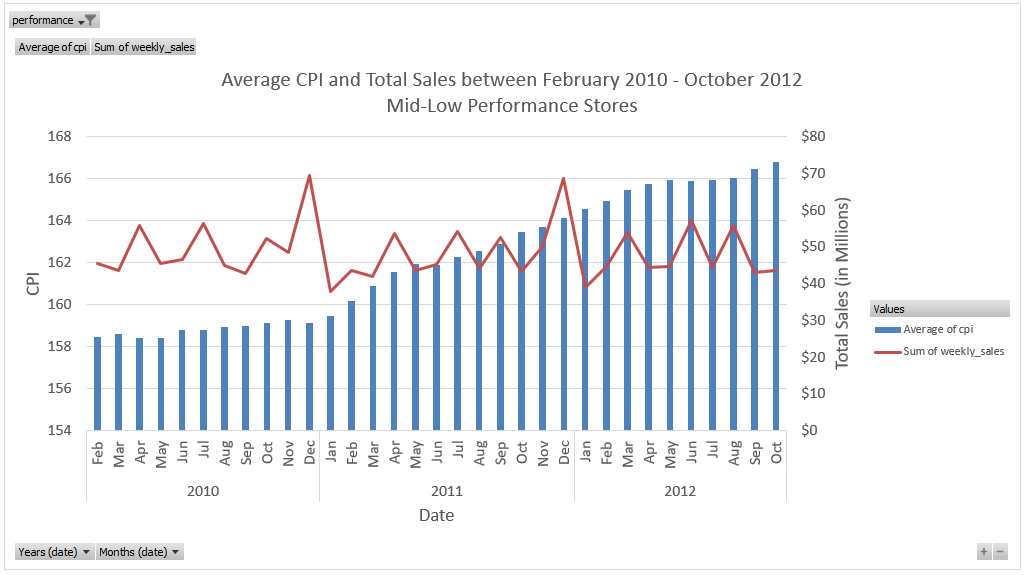 performance
Average of cpi Sum of weekly_sales
Average CPI and Total Sales between February 2010 - October 2012
Mid-Low Performance Stores
CPI
168
166
164
162
160
158
156
154
$80
$70
$60
$50
$40
$30
$20
$10
$0
Total Sales (in Millions)
Values
Average of cpi
Sum of weekly_sales
Feb Mar Apr May Jun Jul Aug Sep Oct Nov Dec Jan Feb Mar Apr May Jun Jul Aug Sep Oct Nov Dec Jan Feb Mar Apr May Jun Jul Aug Sep Oct
2010 2011 2012
Date
Years (date) Months (date)
+ −